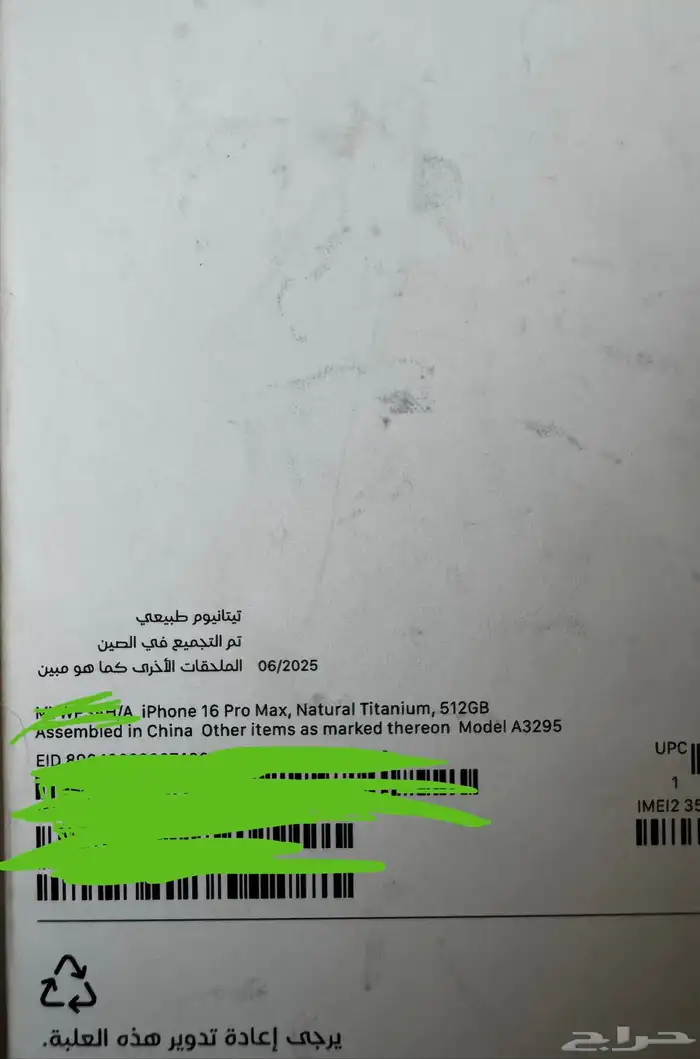 تيتانيوم طبيعي
تم التجميع في الصين
الملحقات الأخرى كما هو مبين 06/2025
iPhone 16 Pro Max, Natural Titanium, 512GB
Assembled in China Other items as marked thereon Model A3295
EID
UPC
1
IMEI2 35
يرجى إعادة تدوير هذه العلبة.
حراج